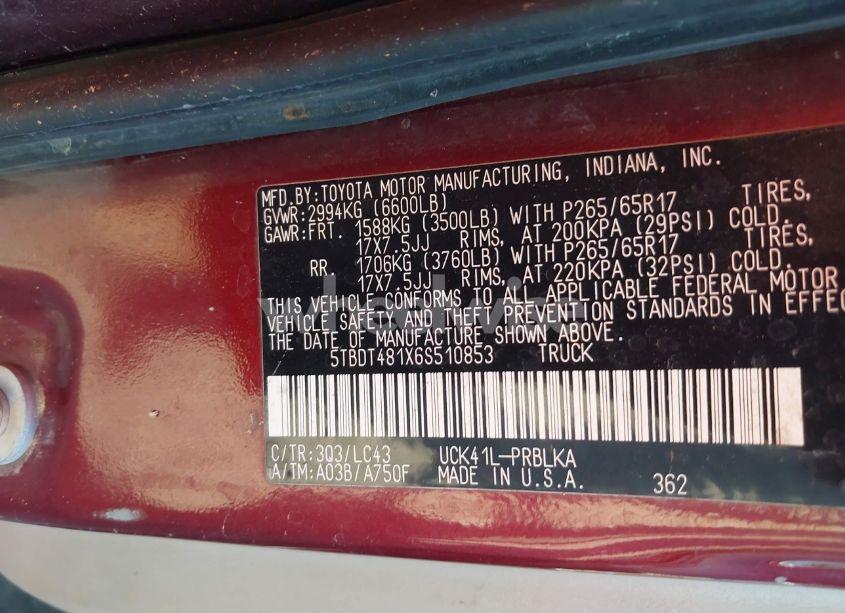 MFD.BY:TOYOTA MOTOR MANUFACTURING, INDIANA, INC.
GVWR:2994KG (6600LB)
GAWR:FRT. 1588KG (3500LB) WITH P265/65R17 TIRES,
17X7.5JJ RIMS, AT 200KPA (29PSI) COLD.
RR. 1706KG (3760LB) WITH P265/65R17 TIRES,
17X7.5JJ RIMS, AT 220KPA (32PSI) COLD.
THIS VEHICLE CONFORMS TO ALL APPLICABLE FEDERAL MOTOR
VEHICLE SAFETY AND THEFT PREVENTION STANDARDS IN EFFEC
THE DATE OF MANUFACTURE SHOWN ABOVE.
5TBDT481X6S510853 TRUCK
C/TR:3Q3/LC43 UCK41L-PRBLKA
A/TM:A03B/A750F MADE IN U.S.A. 362